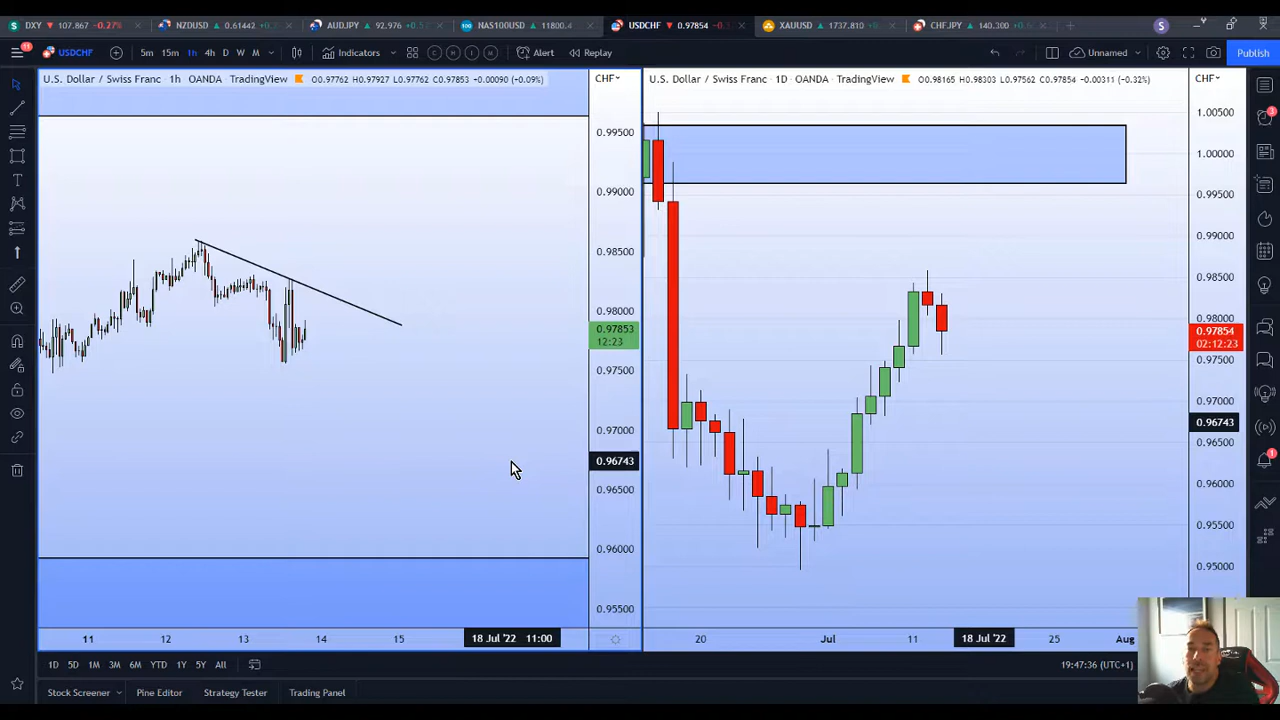 DXY 107.867 -0.27%
NZDUSD 0.61442
AUDJPY 92.976
NAS100USD 11800.4
USDCHF 0.97854
XAUUSD 1737.810
CHFJPY 140.300
S
11
USDCHF
5m 15m 1h 4h D W M
Indicators
Alert
Replay
Unnamed
Publish
U.S. Dollar / Swiss Franc · 1h · OANDA · TradingView O0.97762 H0.97927 L0.97762 C0.97853 -0.00090 (-0.09%)
CHF
0.99500
0.99000
0.98500
0.98000
0.97853
12:23
0.97500
0.97000
0.96743
0.96500
0.96000
0.95500
11 12 13 14 15 18 Jul '22 11:00
U.S. Dollar / Swiss Franc · 1D · OANDA · TradingView O0.98165 H0.98303 L0.97562 C0.97854 -0.00311 (-0.32%)
CHF
1.00500
1.00000
0.99500
0.99000
0.98500
0.98000
0.97854
02:12:23
0.97500
0.97000
0.96743
0.96500
0.96000
0.95500
0.95000
20 Jul 11 18 Jul '22 25 Aug
3
1
1D 5D 1M 3M 6M YTD 1Y 5Y All
19:47:36 (UTC+1)
Stock Screener
Pine Editor
Strategy Tester
Trading Panel